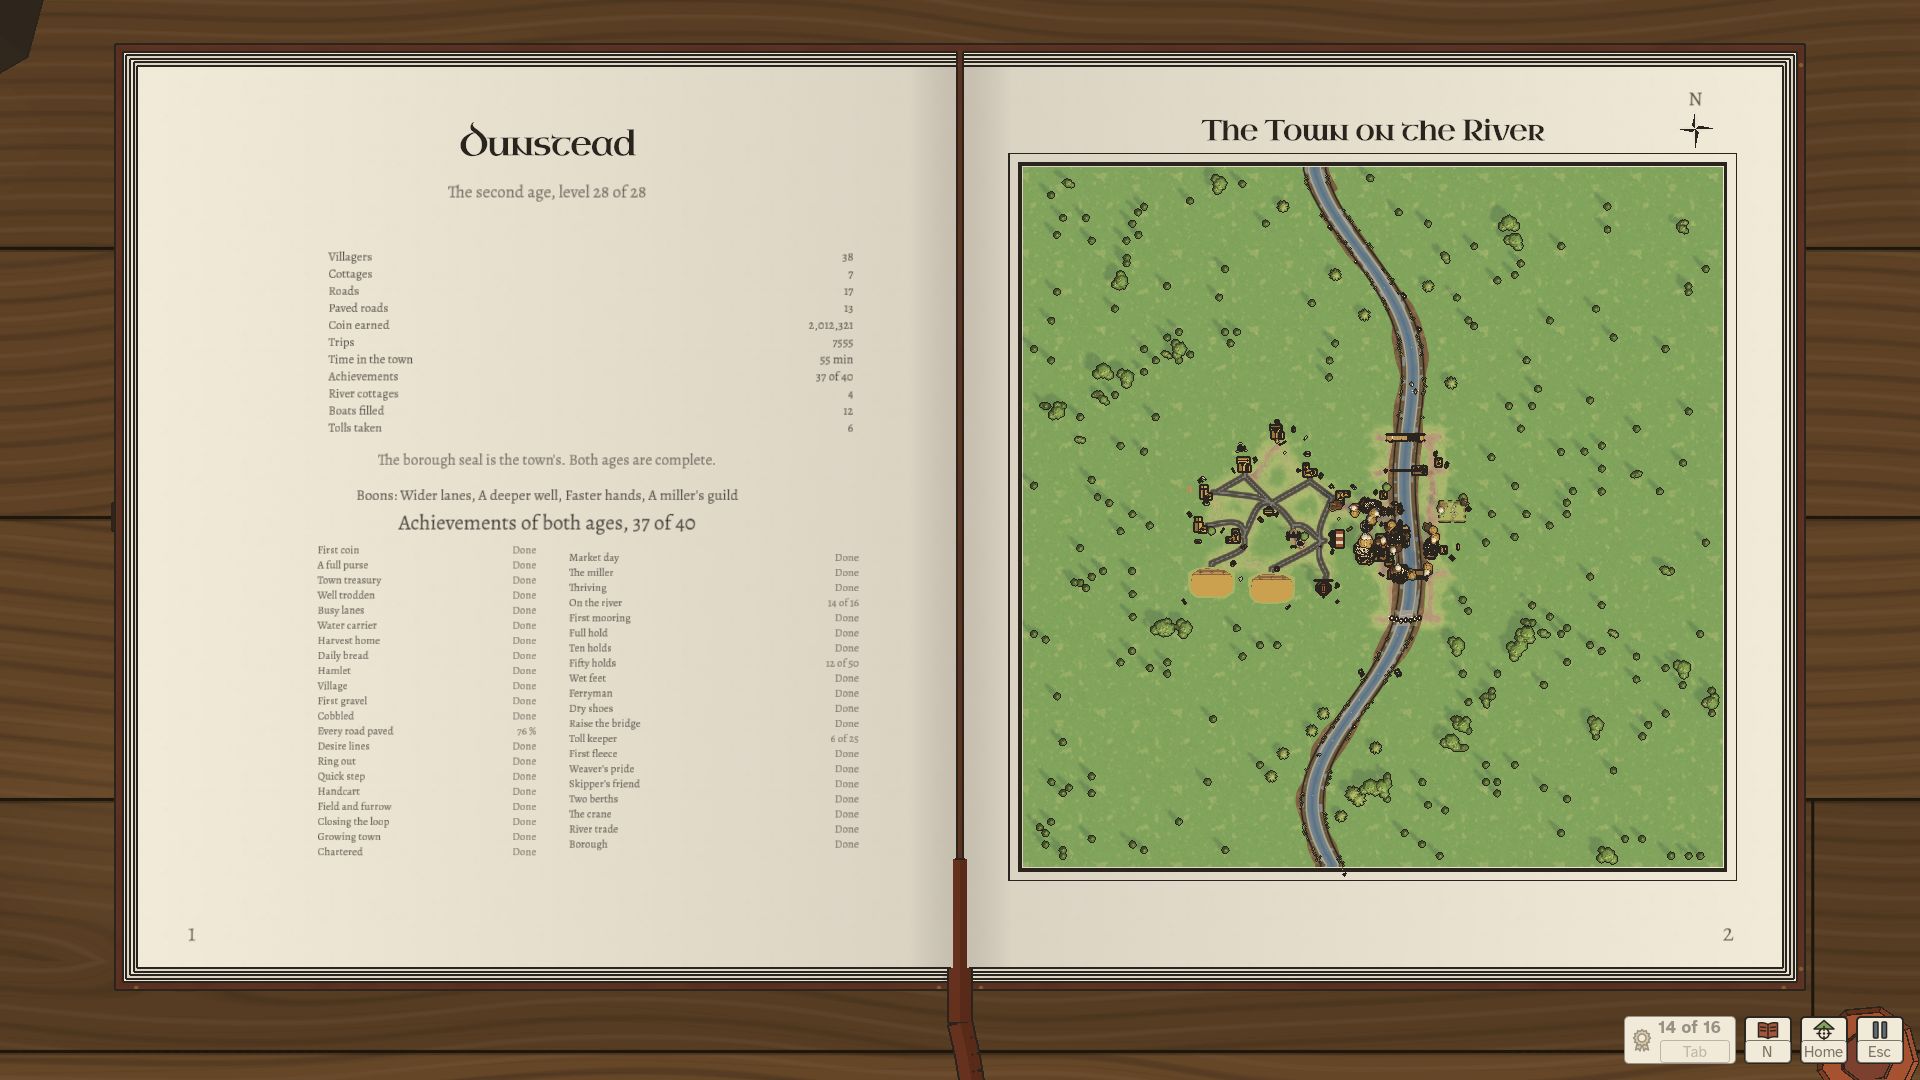 Dunstead
The second age, level 28 of 28
Villagers 38
Cottages 7
Roads 17
Paved roads 13
Coin earned 2,012,321
Trips 7555
Time in the town 55 min
Achievements 37 of 40
River cottages 4
Boats filled 12
Tolls taken 6
The borough seal is the town's. Both ages are complete.
Boons: Wider lanes, A deeper well, Faster hands, A miller's guild
Achievements of both ages, 37 of 40
First coin Done
A full purse Done
Town treasury Done
Well trodden Done
Busy lanes Done
Water carrier Done
Harvest home Done
Daily bread Done
Hamlet Done
Village Done
First gravel Done
Cobbled Done
Every road paved 76 %
Desire lines Done
Ring out Done
Quick step Done
Handcart Done
Field and furrow Done
Closing the loop Done
Growing town Done
Chartered Done
Market day Done
The miller Done
Thriving Done
On the river 14 of 16
First mooring Done
Full hold Done
Ten holds Done
Fifty holds 12 of 50
Wet feet Done
Ferryman Done
Dry shoes Done
Raise the bridge Done
Toll keeper 6 of 25
First fleece Done
Weaver's pride Done
Skipper's friend Done
Two berths Done
The crane Done
River trade Done
Borough Done
1
The Town on the River
N
2
14 of 16
Tab
N
Home
Esc